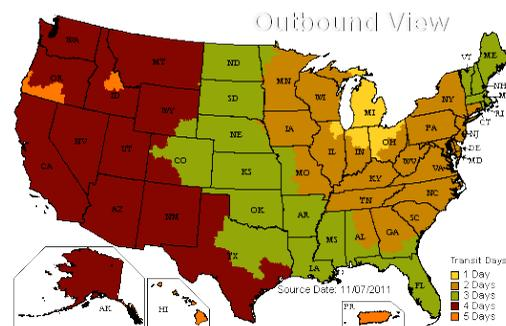 Outbound View
WA
MT
ND
MN
VT
ME
OR
ID
SD
WI
MI
NY
NH
M
RI
CT
WY
NE
IA
IL
IN
OH
PA
NJ
DE
MD
NV
UT
CO
KS
MO
KY
WV
VA
CA
AZ
NM
OK
AR
TN
NC
SC
TX
LA
MS
AL
GA
FL
AK
HI
PR
Source Date: 11/07/2011
Transit Days
1 Day
2 Days
3 Days
4 Days
5 Days